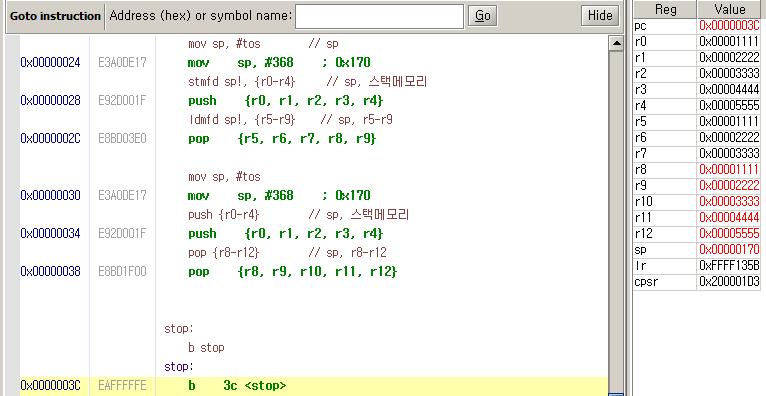 Goto instruction Address (hex) or symbol name: Go Hide
mov sp, #tos // sp
0x00000024 E3A0DE17 mov sp, #368 ; 0x170
stmfd sp!, {r0-r4} // sp, 스택메모리
0x00000028 E92D001F push {r0, r1, r2, r3, r4}
ldmfd sp!, {r5-r9} // sp, r5-r9
0x0000002C E8BD03E0 pop {r5, r6, r7, r8, r9}
mov sp, #tos
0x00000030 E3A0DE17 mov sp, #368 ; 0x170
push {r0-r4} // sp, 스택메모리
0x00000034 E92D001F push {r0, r1, r2, r3, r4}
pop {r8-r12} // sp, r8-r12
0x00000038 E8BD1F00 pop {r8, r9, r10, r11, r12}
stop:
b stop
stop:
0x0000003C EAFFFFFE b 3c <stop>
Reg Value
pc 0x0000003C
r0 0x00001111
r1 0x00002222
r2 0x00003333
r3 0x00004444
r4 0x00005555
r5 0x00001111
r6 0x00002222
r7 0x00003333
r8 0x00001111
r9 0x00002222
r10 0x00003333
r11 0x00004444
r12 0x00005555
sp 0x00000170
lr 0xFFFF135B
cpsr 0x200001D3